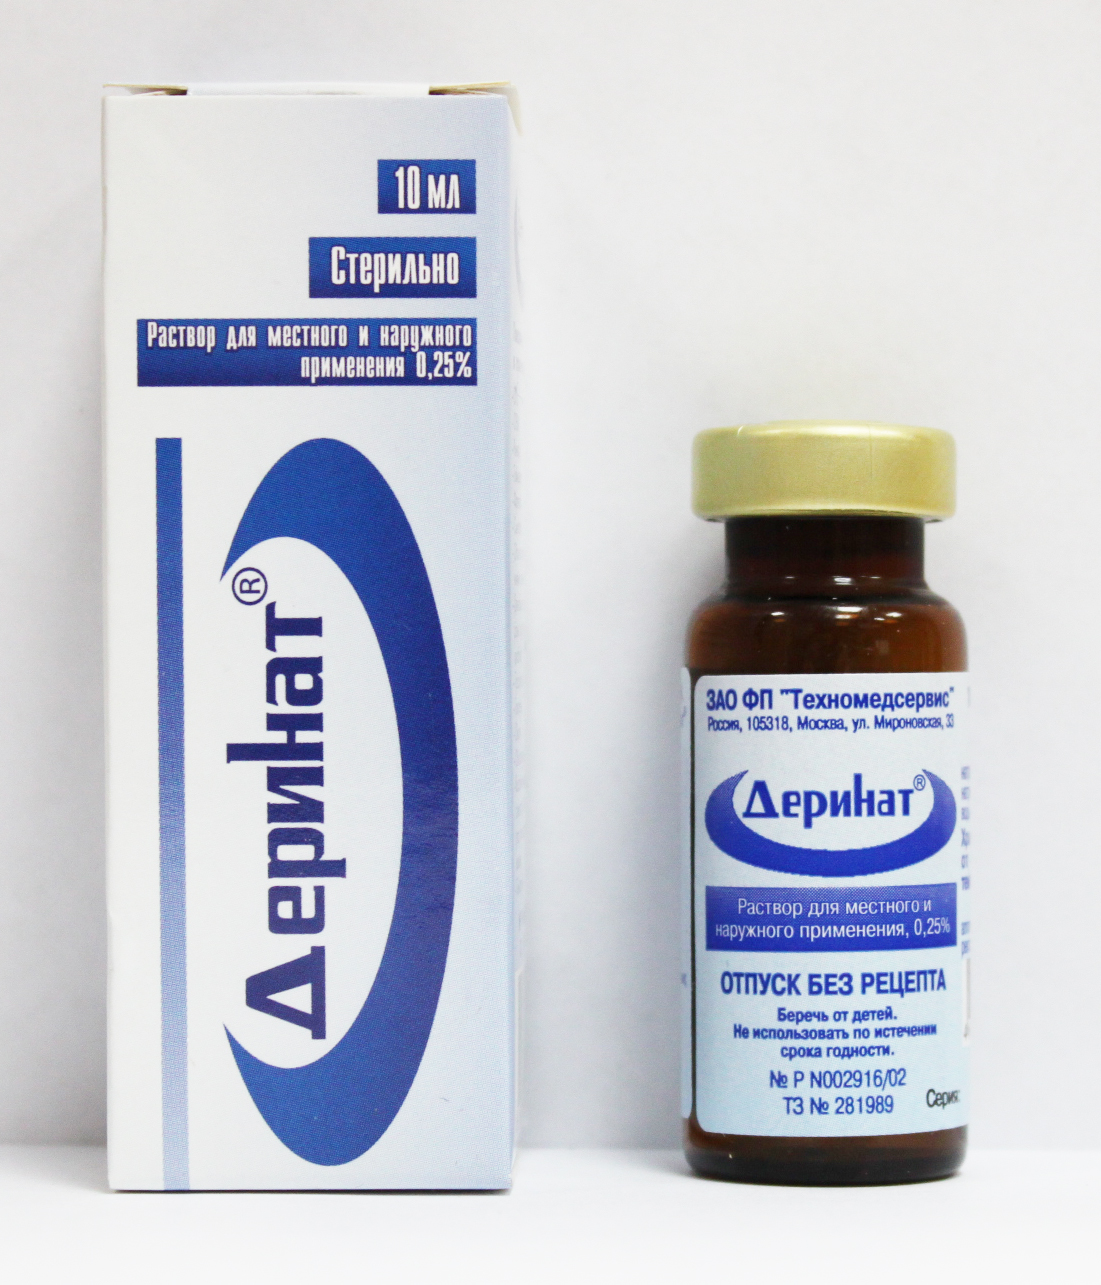 10 мл
Стерильно
Раствор для местного и наружного
применения 0,25%
Деринат®
ЗАО ФП "Техномедсервис"
Россия, 105318, Москва, ул. Мироновская, 33
Деринат®
Раствор для местного и
наружного применения, 0,25%
ОТПУСК БЕЗ РЕЦЕПТА
Беречь от детей.
Не использовать по истечении
срока годности.
№ Р N002916/02
ТЗ № 281989
Серия: